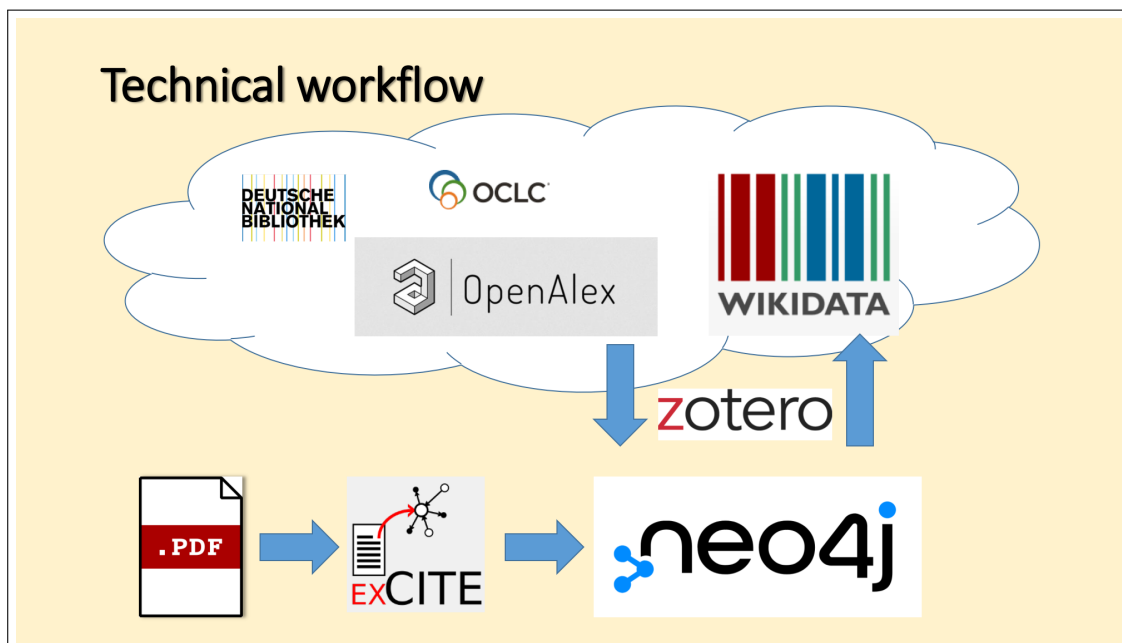 Technical workflow
DEUTSCHE
NATIONAL
BIBLIOTHEK
OCLC
OpenAlex
WIKIDATA
zotero
.PDF
EXCITE
neo4j